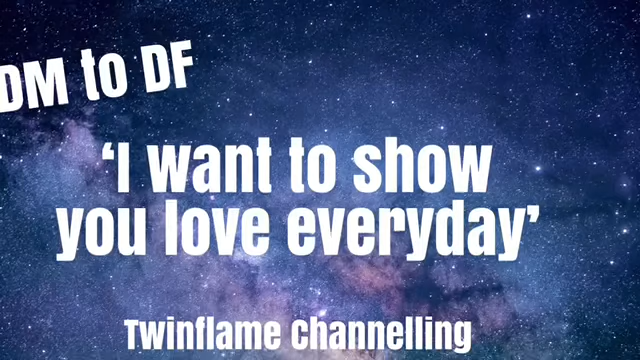 DM to DF
‘I want to show
you love everyday’
Twinflame Channelling